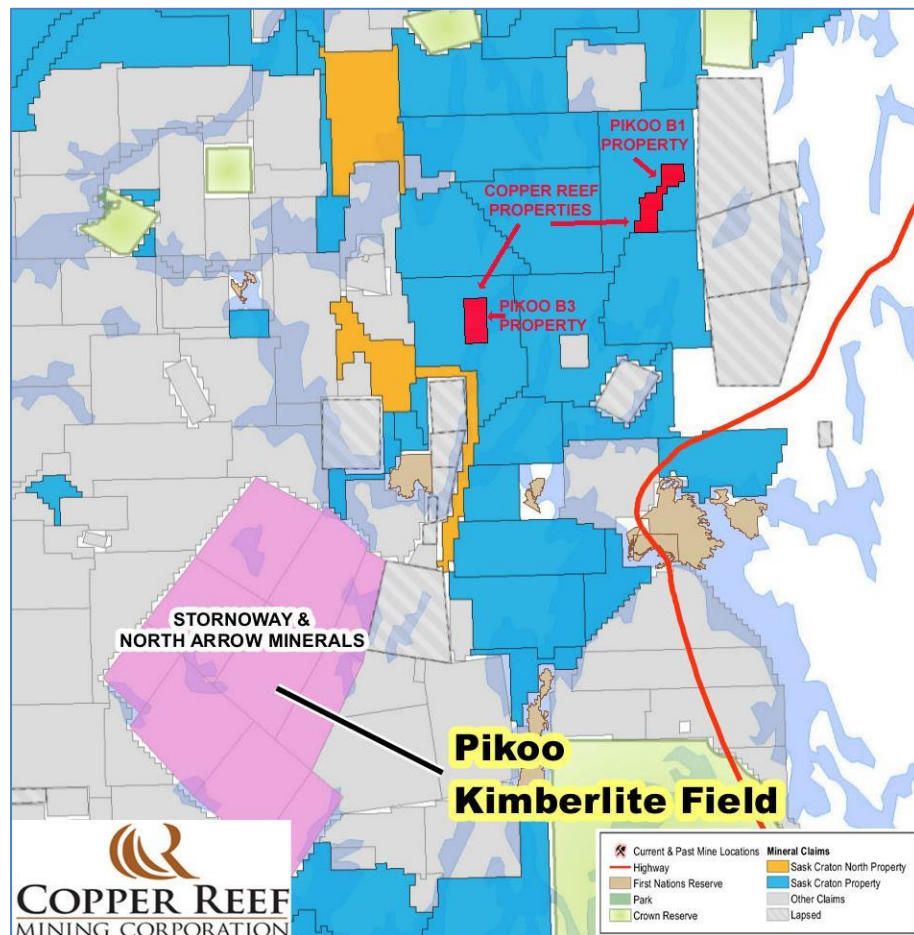 PIKOO B1
PROPERTY
COPPER REEF
PROPERTIES
PIKOO B3
PROPERTY
STORNOWAY &
NORTH ARROW MINERALS
Pikoo
Kimberlite Field
COPPER REEF
MINING CORPORATION
Current & Past Mine Locations
Highway
First Nations Reserve
Park
Crown Reserve
Mineral Claims
Sask Craton North Property
Sask Craton Property
Other Claims
Lapsed